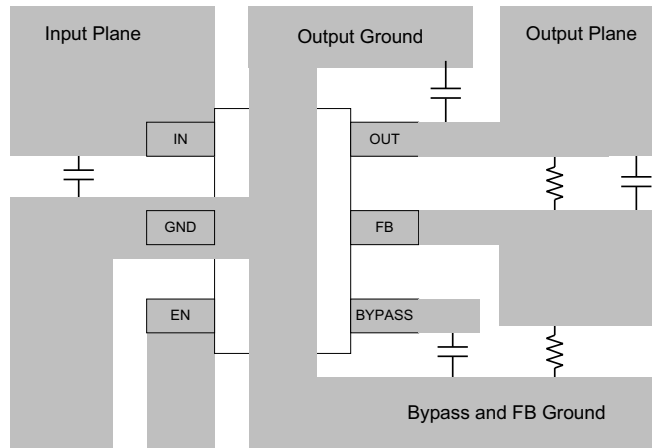 Input Plane
Output Ground
Output Plane
IN
OUT
GND
FB
EN
BYPASS
Bypass and FB Ground